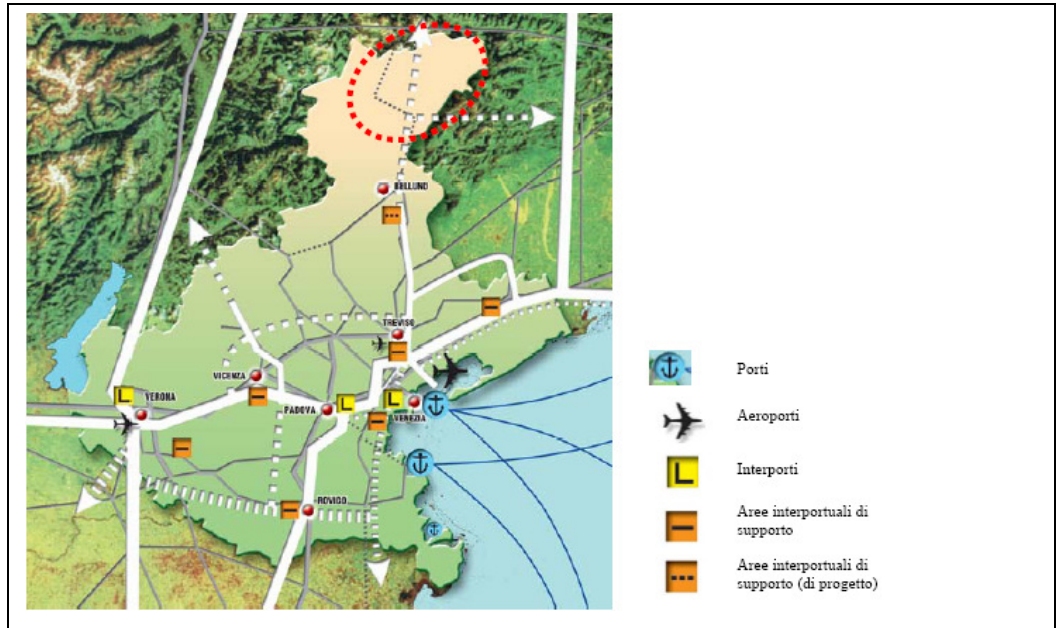 BELLUNO
TREVISO
VICENZA
VERONA
PADOVA
VENEZIA
ROVIGO
L
L
L
Porti
Aeroporti
L
Interporti
Aree interportuali di
supporto
Aree interportuali di
supporto (di progetto)